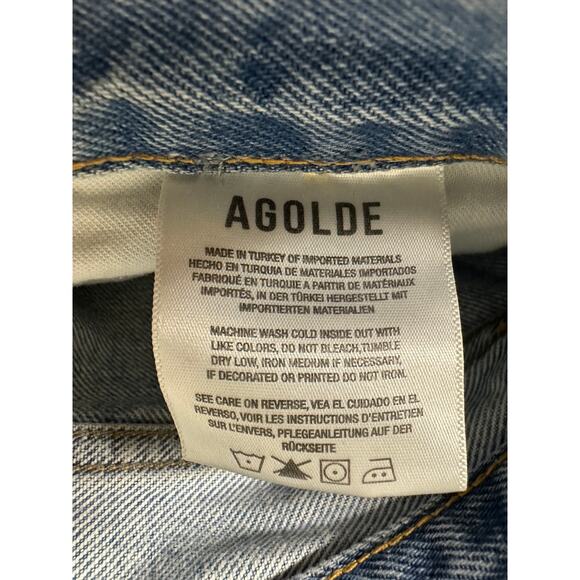 AGOLDE
MADE IN TURKEY OF IMPORTED MATERIALS
HECHO EN TURQUIA DE MATERIALES IMPORTADOS
FABRIQUÉ EN TURQUIE A PARTIR DE MATÉRIAUX
IMPORTÉS, IN DER TÜRKEI HERGESTELLT MIT
IMPORTIERTEN MATERIALIEN
MACHINE WASH COLD INSIDE OUT WITH
LIKE COLORS, DO NOT BLEACH,TUMBLE
DRY LOW, IRON MEDIUM IF NECESSARY,
IF DECORATED OR PRINTED DO NOT IRON.
SEE CARE ON REVERSE, VEA EL CUIDADO EN EL
REVERSO, VOIR LES INSTRUCTIONS D'ENTRETIEN
SUR L'ENVERS, PFLEGEANLEITUNG AUF DER
RÜCKSEITE